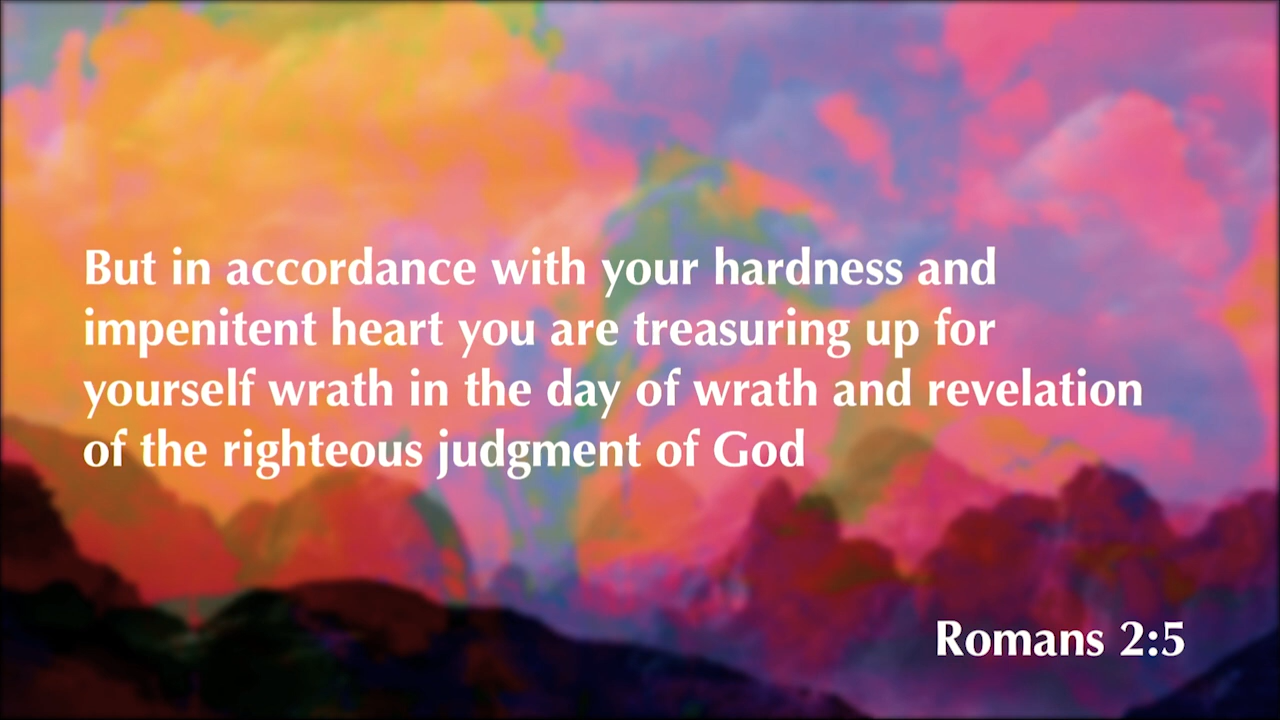 But in accordance with your hardness and
impenitent heart you are treasuring up for
yourself wrath in the day of wrath and revelation
of the righteous judgment of God
Romans 2:5